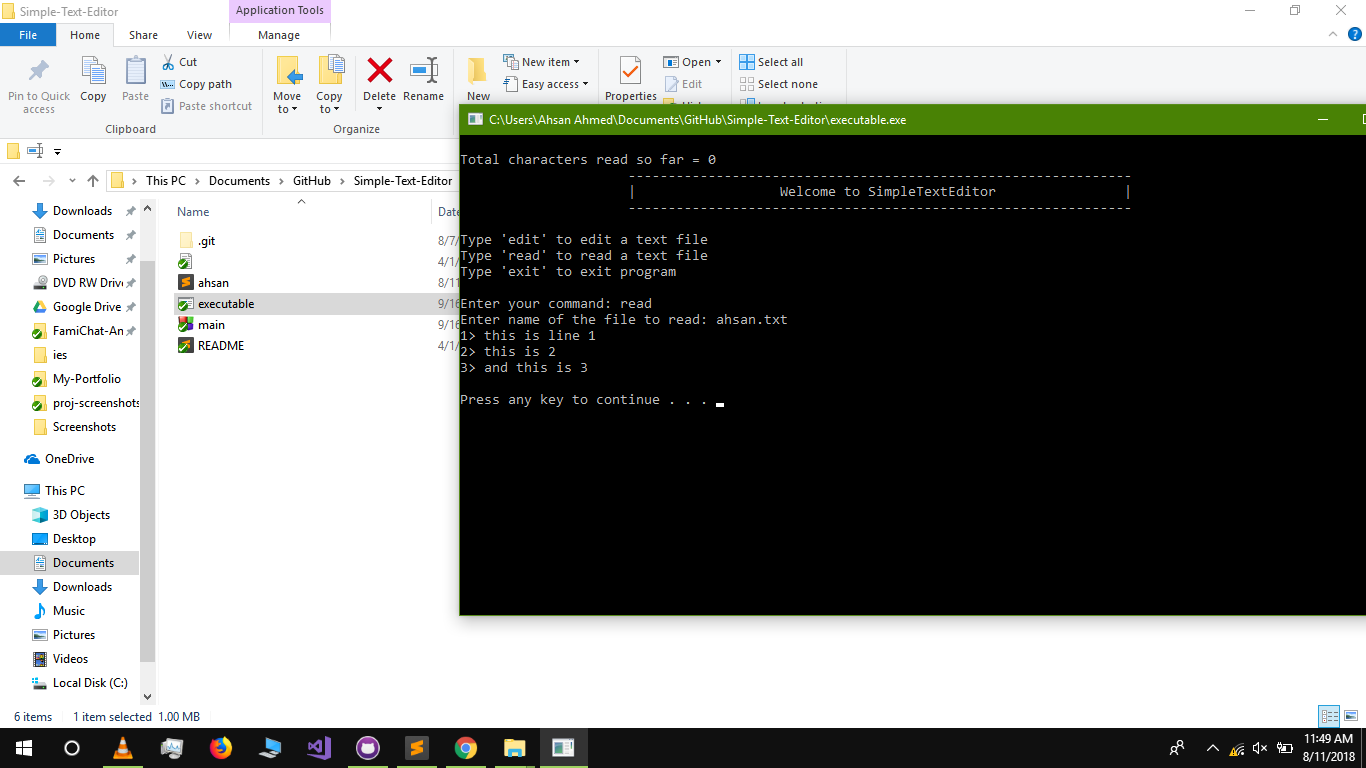 Simple-Text-Editor
Application Tools
File
Home
Share
View
Manage
Pin to Quick access
Copy
Paste
Cut
Copy path
Paste shortcut
Clipboard
Move to
Copy to
Delete
Rename
Organize
New
New item
Easy access
Properties
Open
Edit
Select all
Select none
C:\Users\Ahsan Ahmed\Documents\GitHub\Simple-Text-Editor\executable.exe
This PC
Documents
GitHub
Simple-Text-Editor
Downloads
Documents
Pictures
DVD RW Drive
Google Drive
FamiChat-An
ies
My-Portfolio
proj-screenshots
Screenshots
OneDrive
This PC
3D Objects
Desktop
Documents
Downloads
Music
Pictures
Videos
Local Disk (C:)
Name
Date
.git 8/7/
4/1/
ahsan 8/11
executable 9/16
main 9/16
README 4/1/
Total characters read so far = 0
---------------------------------------------------------------
| Welcome to SimpleTextEditor |
---------------------------------------------------------------
Type 'edit' to edit a text file
Type 'read' to read a text file
Type 'exit' to exit program
Enter your command: read
Enter name of the file to read: ahsan.txt
1> this is line 1
2> this is 2
3> and this is 3
Press any key to continue . . .
6 items
1 item selected 1.00 MB
11:49 AM
8/11/2018